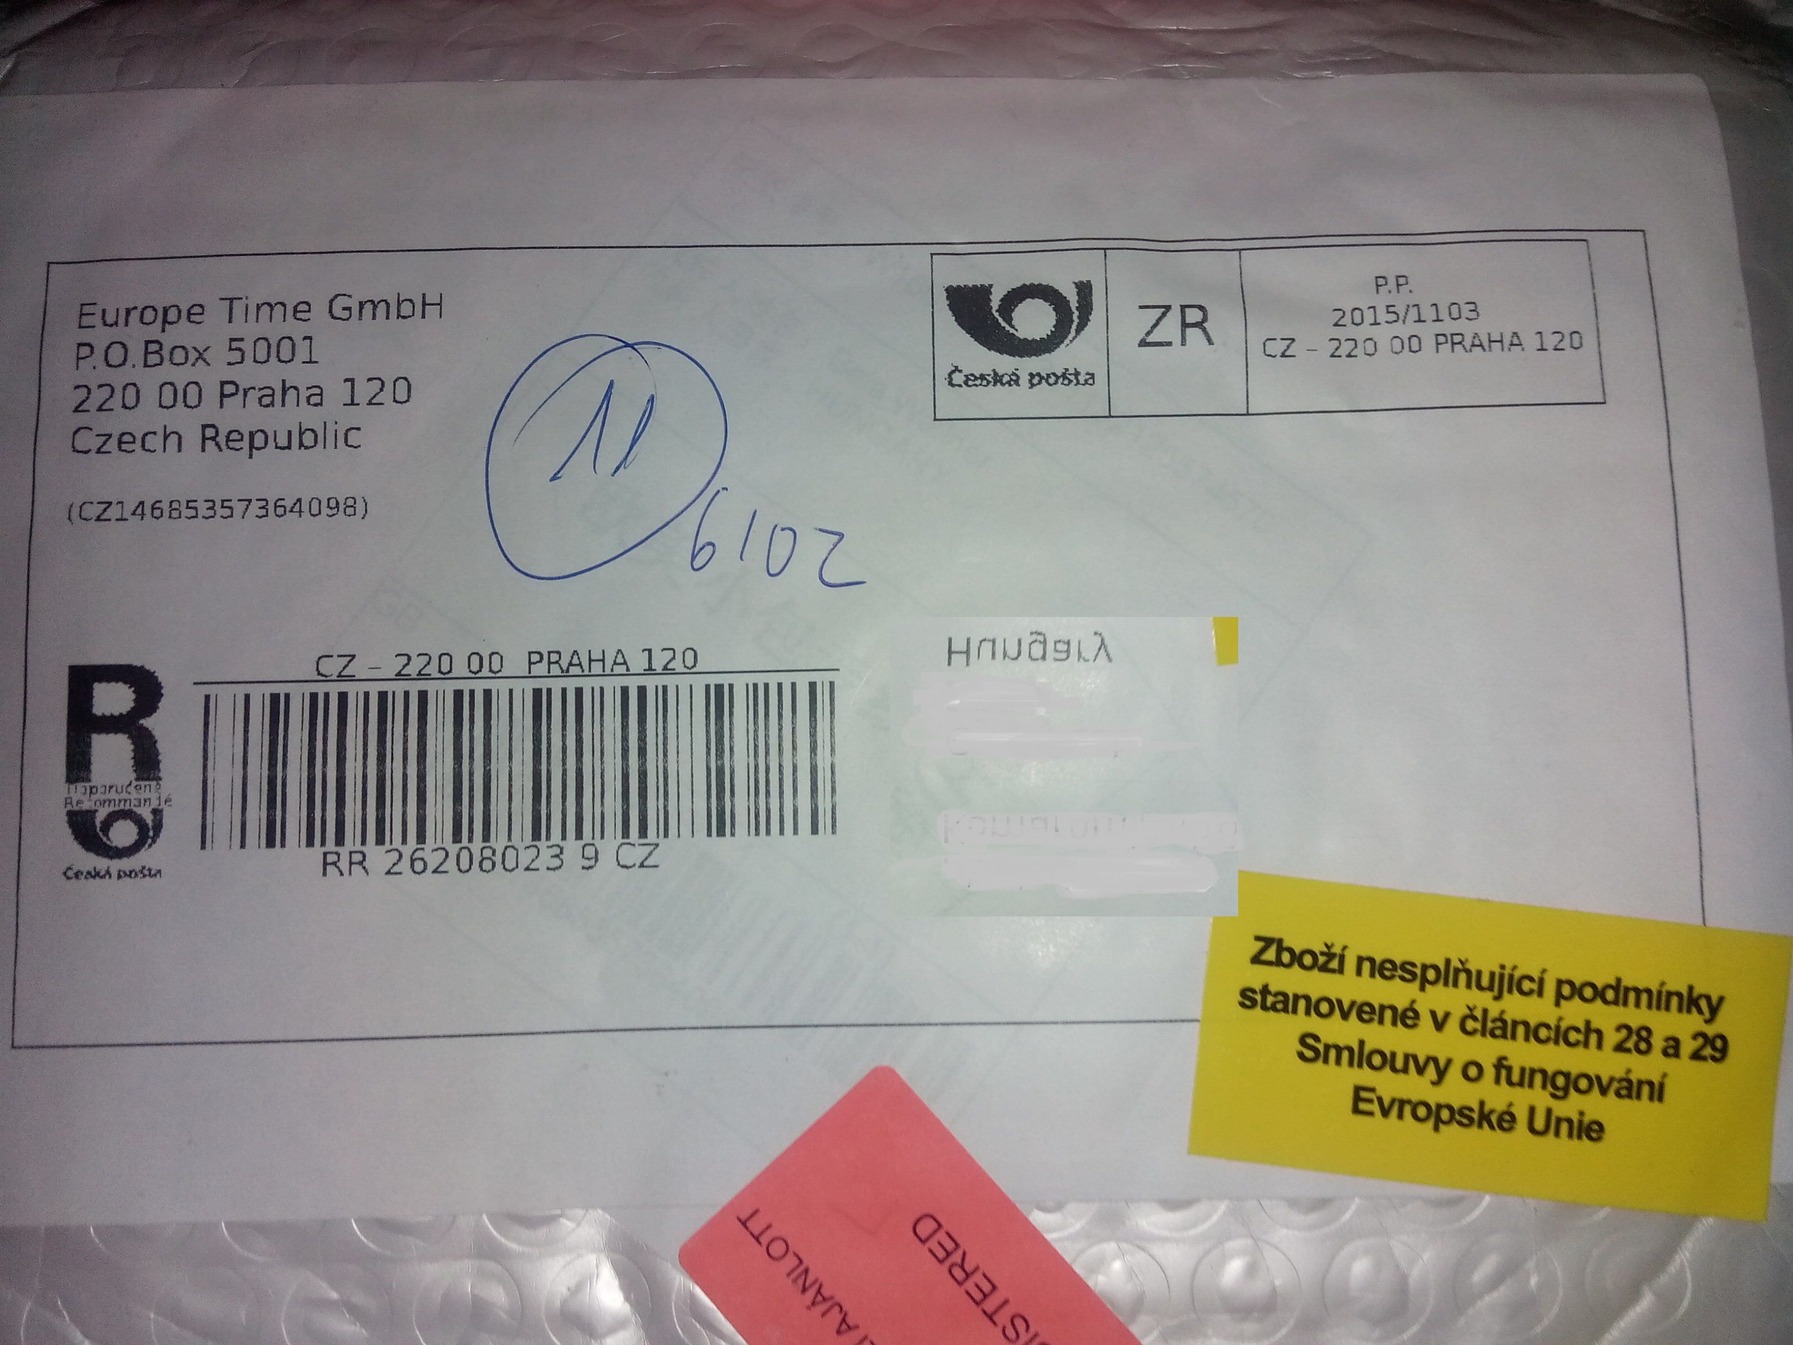 Europe Time GmbH
P.O.Box 5001
220 00 Praha 120
Czech Republic
(CZ14685357364098)
Česká pošta
ZR
P.P.
2015/1103
CZ – 220 00 PRAHA 120
11
6102
CZ – 220 00 PRAHA 120
R
Doporučeně
Recommandé
Česká pošta
RR 26208023 9 CZ
Hungary
Zboží nesplňující podmínky
stanovené v článcích 28 a 29
Smlouvy o fungování
Evropské Unie
AJÁNLOTT
ISTERED